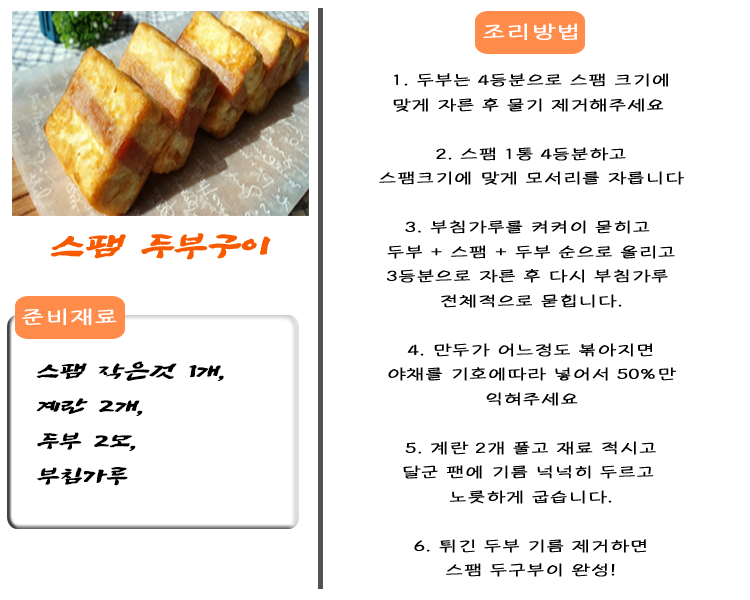 스팸 두부구이
준비재료
스팸 작은것 1개,
계란 2개,
두부 2모,
부침가루
조리방법
1. 두부는 4등분으로 스팸 크기에
맞게 자른 후 물기 제거해주세요
2. 스팸 1통 4등분하고
스팸크기에 맞게 모서리를 자릅니다
3. 부침가루를 켜켜이 묻히고
두부 + 스팸 + 두부 순으로 올리고
3등분으로 자른 후 다시 부침가루
전체적으로 묻힙니다.
4. 만두가 어느정도 볶아지면
야채를 기호에따라 넣어서 50%만
익혀주세요
5. 계란 2개 풀고 재료 적시고
달군 팬에 기름 넉넉히 두르고
노릇하게 굽습니다.
6. 튀긴 두부 기름 제거하면
스팸 두구부이 완성!